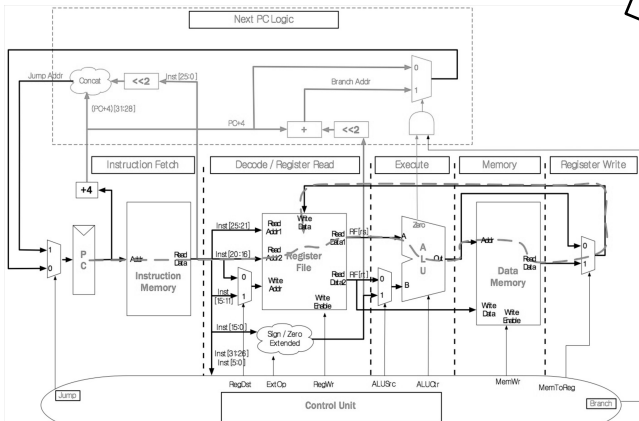 Next PC Logic
Jump Addr
Concat
<<2
Inst [25:0]
0
1
Branch Addr
[PC+4] [31:28]
PC+4
+
<<2
Instruction Fetch
Decode / Register Read
Execute
Memory
Regiseter Write
+4
1
0
P C
Addr
Read Data
Instruction Memory
Inst [25:21]
Inst [20:16]
Inst [15:11]
Inst [15:0]
Inst [31:26]
Inst [5:0]
Read Addr1
Read Addr2
Write Data
Read Data1
Register File
Write Addr
Read Data2
Write Enable
0
1
Sign / Zero Extended
RF[rs]
RF[rt]
0
1
Zero
A
B
A L U
Out
Addr
Read Data
Data Memory
Write Data
Write Enable
0
1
Jump
RegDst
ExtOp
RegWr
ALUSrc
ALUCtr
MemWr
MemToReg
Branch
Control Unit